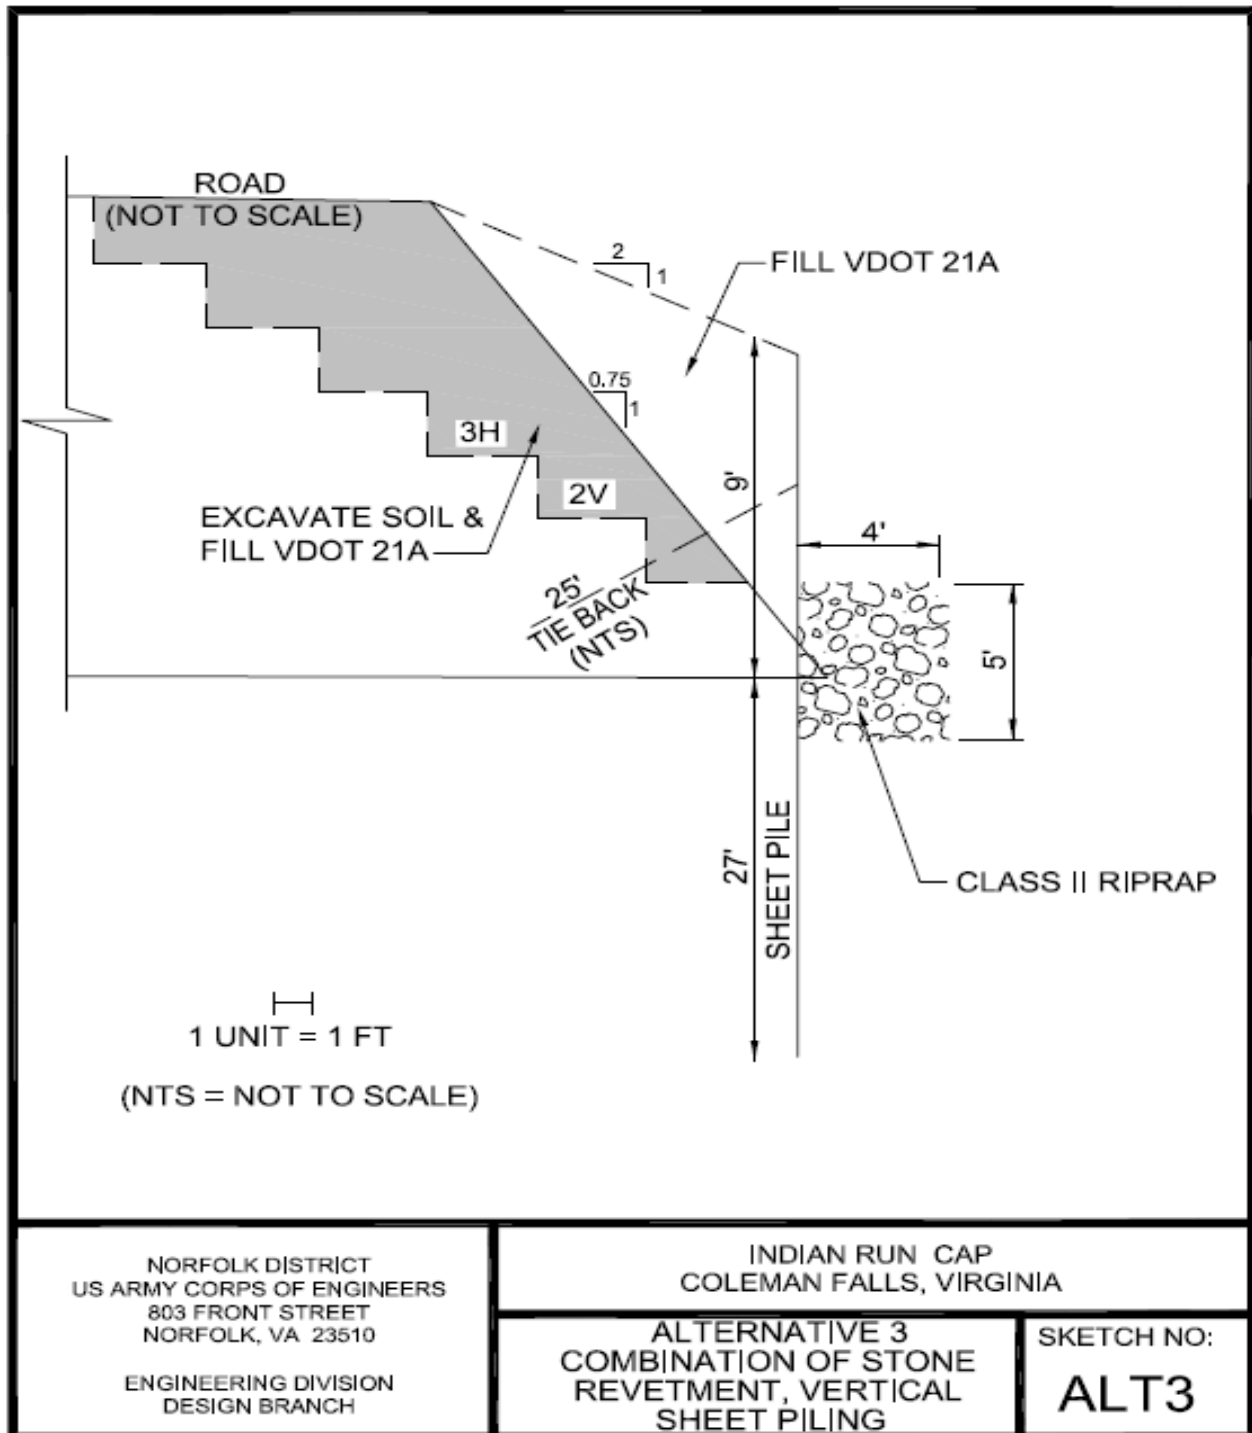 ROAD
(NOT TO SCALE)
2
1
FILL VDOT 21A
0.75
1
3H
9'
2V
EXCAVATE SOIL &
FILL VDOT 21A
4'
25'
TIE BACK
(NTS)
5'
27'
SHEET PILE
CLASS II RIPRAP
1 UNIT = 1 FT
(NTS = NOT TO SCALE)
NORFOLK DISTRICT
US ARMY CORPS OF ENGINEERS
803 FRONT STREET
NORFOLK, VA 23510
ENGINEERING DIVISION
DESIGN BRANCH
INDIAN RUN CAP
COLEMAN FALLS, VIRGINIA
ALTERNATIVE 3
COMBINATION OF STONE
REVETMENT, VERTICAL
SHEET PILING
SKETCH NO:
ALT3